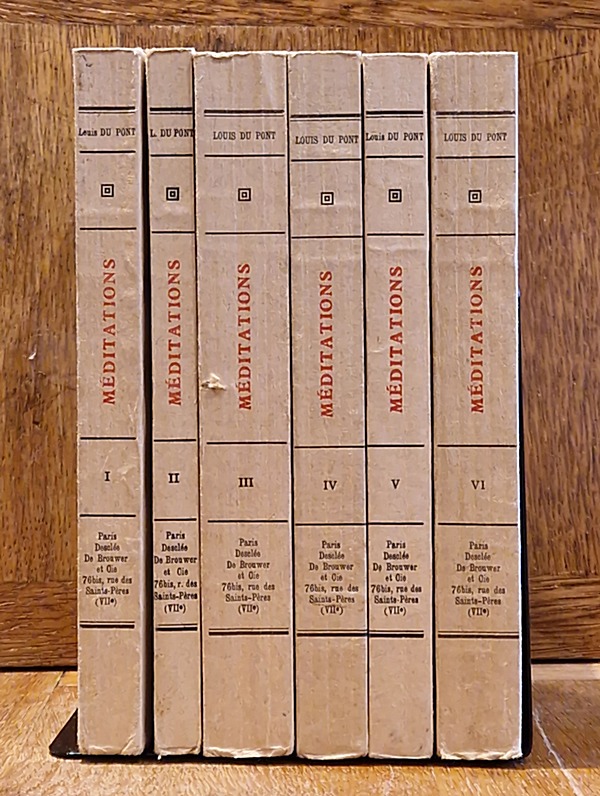 Louis DU PONT
MÉDITATIONS
I
Paris
Desclée
De Brouwer
et Cie
76bis, rue des
Saints-Pères
(VIIe)
L. DU PONT
MÉDITATIONS
II
Paris
Desclée
De Brouwer
et Cie
76bis, r. des
Saints-Pères
(VIIe)
LOUIS DU PONT
MÉDITATIONS
III
Paris
Desclée
De Brouwer
et Cie
76bis, rue des
Saints-Pères
(VIIe)
LOUIS DU PONT
MÉDITATIONS
IV
Paris
Desclée
De Brouwer
et Cie
76bis, rue des
Saints-Pères
(VIIe)
Louis DU PONT
MÉDITATIONS
V
Paris
Desclée
De Brouwer
et Cie
76bis, rue des
Saints-Pères
(VIIe)
LOUIS DU PONT
MÉDITATIONS
VI
Paris
Desclée
De Brouwer
et Cie
76bis, rue des
Saints-Pères
(VIIe)